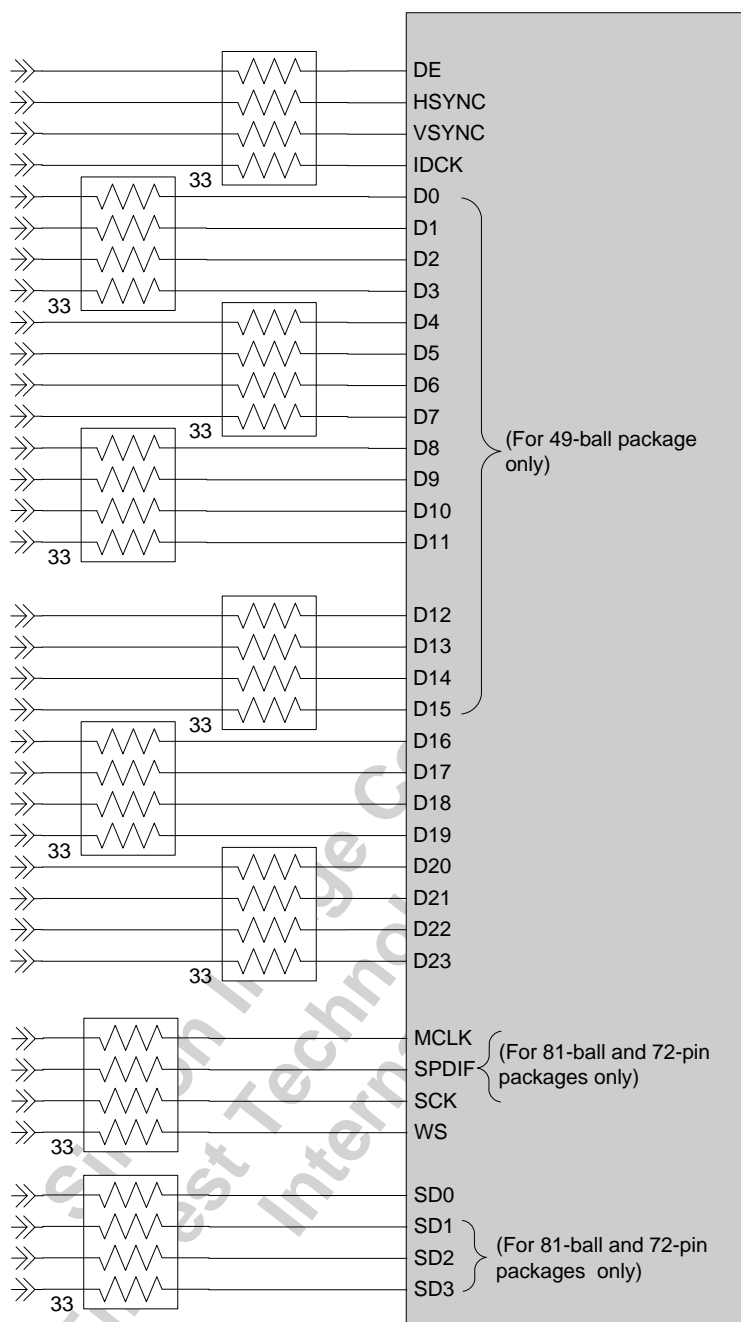 DE
HSYNC
VSYNC
IDCK
33
D0
D1
D2
D3
33
D4
D5
D6
D7
33
D8
D9
D10
D11
33
(For 49-ball package
only)
D12
D13
D14
D15
33
D16
D17
D18
D19
33
D20
D21
D22
D23
33
MCLK
SPDIF
SCK
WS
33
(For 81-ball and 72-pin
packages only)
SD0
SD1
SD2
SD3
33
(For 81-ball and 72-pin
packages only)